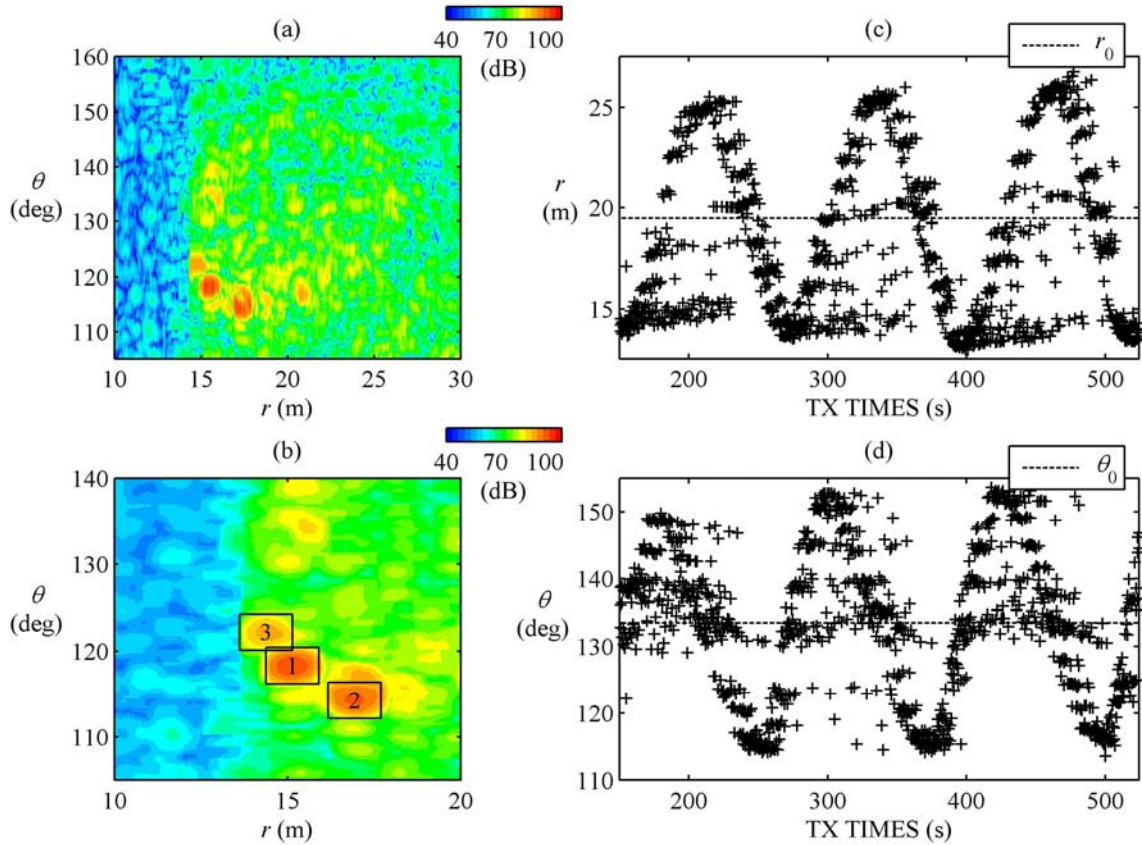 (a)
40 70 100
(dB)
160
150
140
θ
(deg)
130
120
110
10 15 20 25 30
r (m)
(c)
r₀
25
r
(m)
20
15
200 300 400 500
TX TIMES (s)
(b)
40 70 100
(dB)
140
130
θ
(deg)
120
110
3
1
2
10 15 20
r (m)
(d)
θ₀
150
140
θ
(deg)
130
120
110
200 300 400 500
TX TIMES (s)